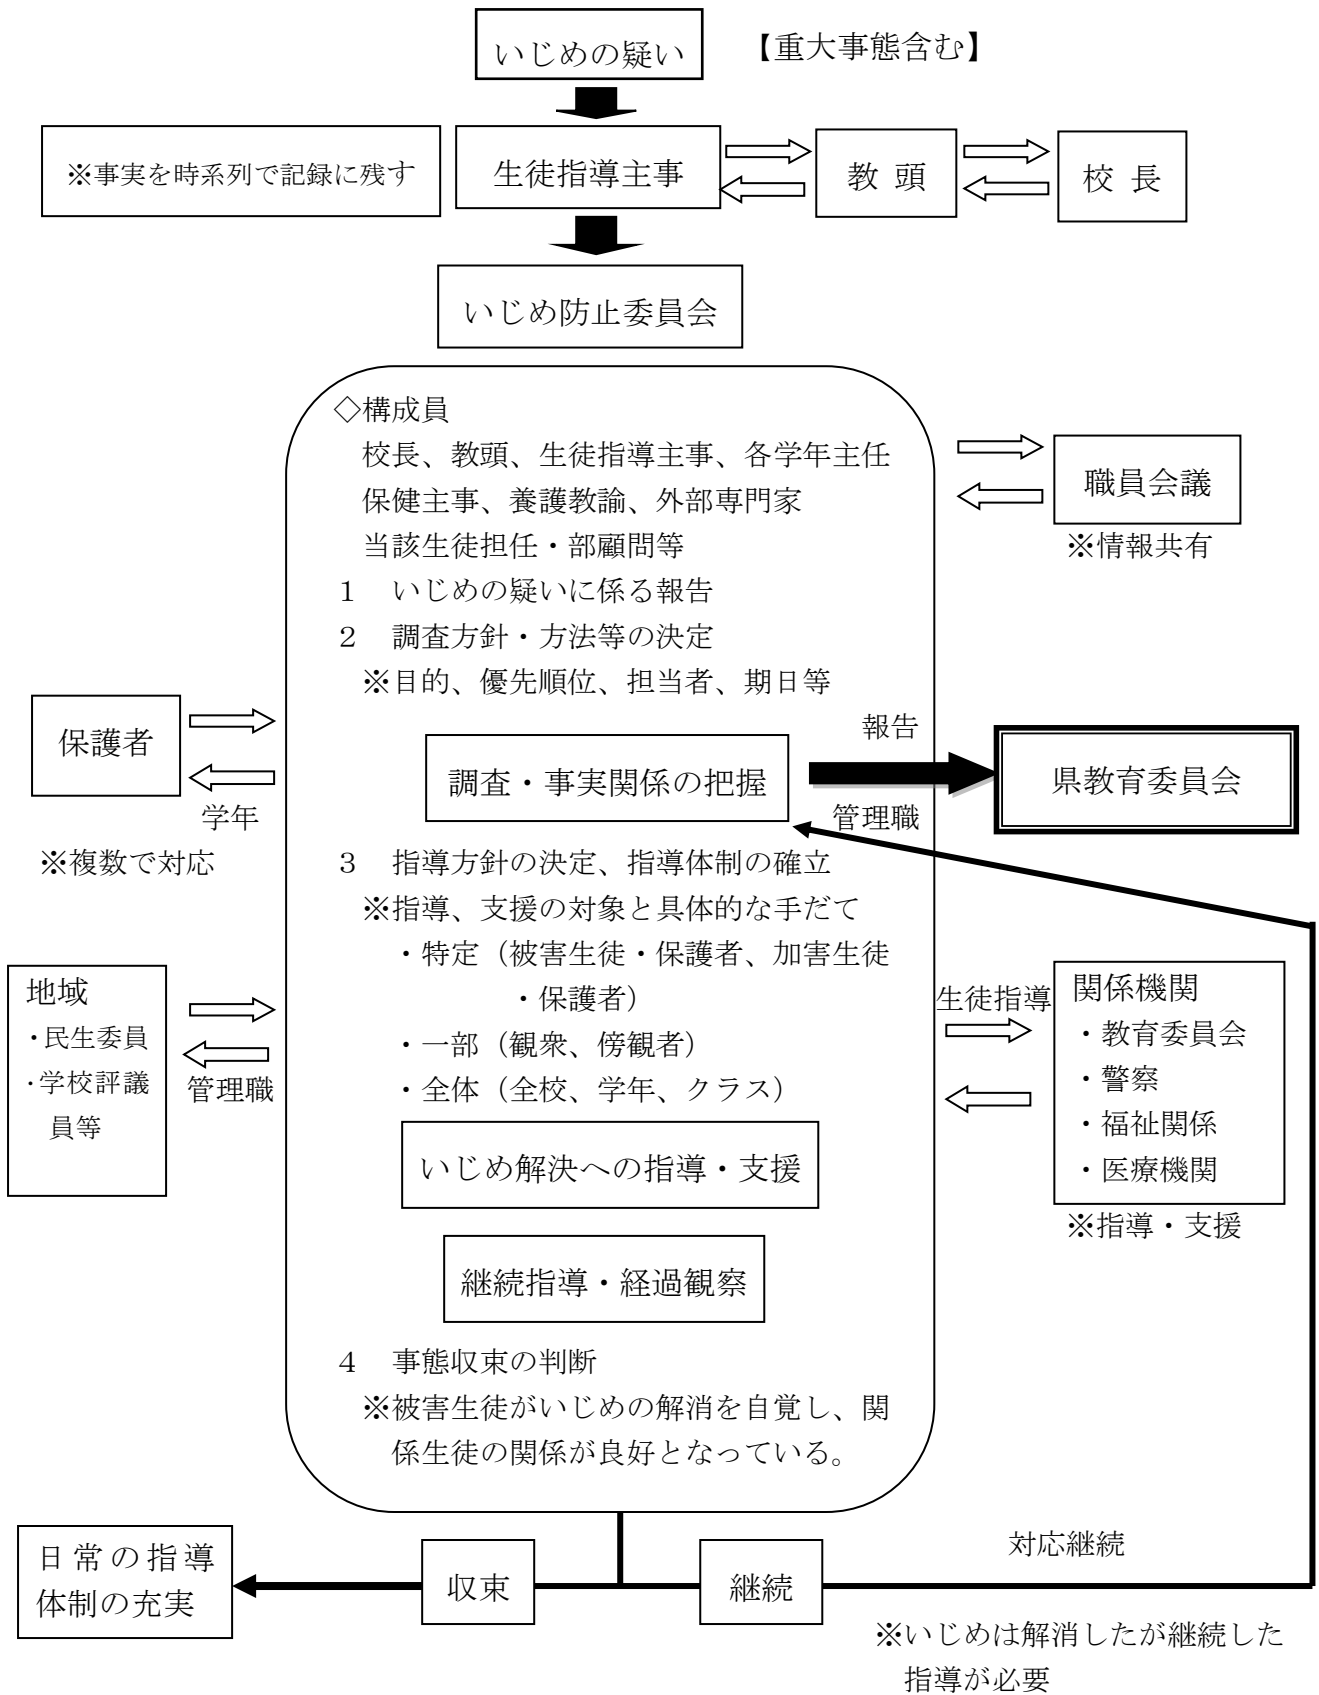 いじめの疑い
【重大事態含む】
※事実を時系列で記録に残す
生徒指導主事
教 頭
校 長
いじめ防止委員会
◇構成員
校長、教頭、生徒指導主事、各学年主任
保健主事、養護教諭、外部専門家
当該生徒担任・部顧問等
１　いじめの疑いに係る報告
２　調査方針・方法等の決定
※目的、優先順位、担当者、期日等
職員会議
※情報共有
保護者
学年
※複数で対応
調査・事実関係の把握
報告
管理職
県教育委員会
３　指導方針の決定、指導体制の確立
※指導、支援の対象と具体的な手だて
・特定（被害生徒・保護者、加害生徒
・保護者）
・一部（観衆、傍観者）
・全体（全校、学年、クラス）
地域
・民生委員
・学校評議
員等
管理職
生徒指導
関係機関
・教育委員会
・警察
・福祉関係
・医療機関
※指導・支援
いじめ解決への指導・支援
継続指導・経過観察
４　事態収束の判断
※被害生徒がいじめの解消を自覚し、関
係生徒の関係が良好となっている。
日常の指導
体制の充実
収束
継続
対応継続
※いじめは解消したが継続した
指導が必要